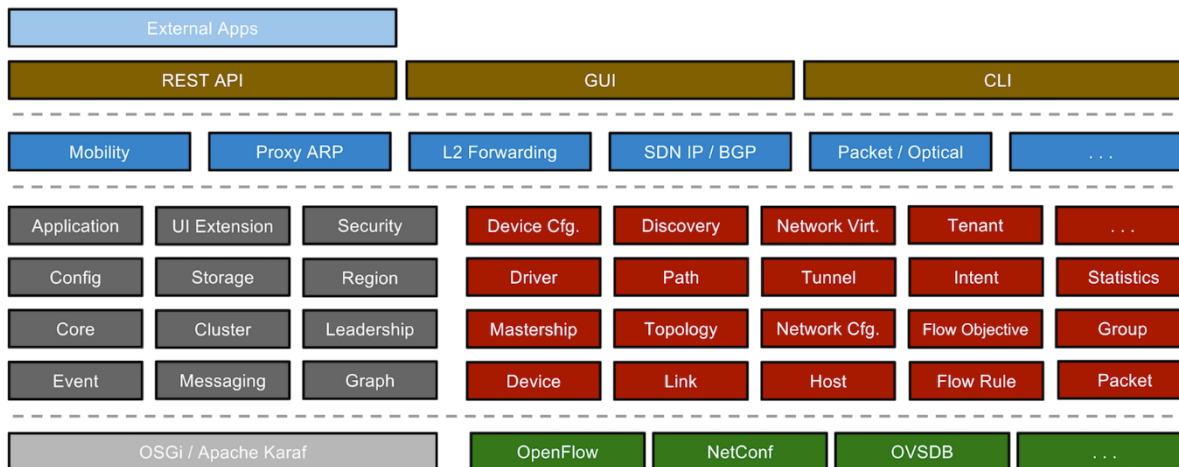 External Apps
REST API GUI CLI
Mobility Proxy ARP L2 Forwarding SDN IP / BGP Packet / Optical . . .
Application UI Extension Security Device Cfg. Discovery Network Virt. Tenant . . .
Config Storage Region Driver Path Tunnel Intent Statistics
Core Cluster Leadership Mastership Topology Network Cfg. Flow Objective Group
Event Messaging Graph Device Link Host Flow Rule Packet
OSGi / Apache Karaf OpenFlow NetConf OVSDB . . .